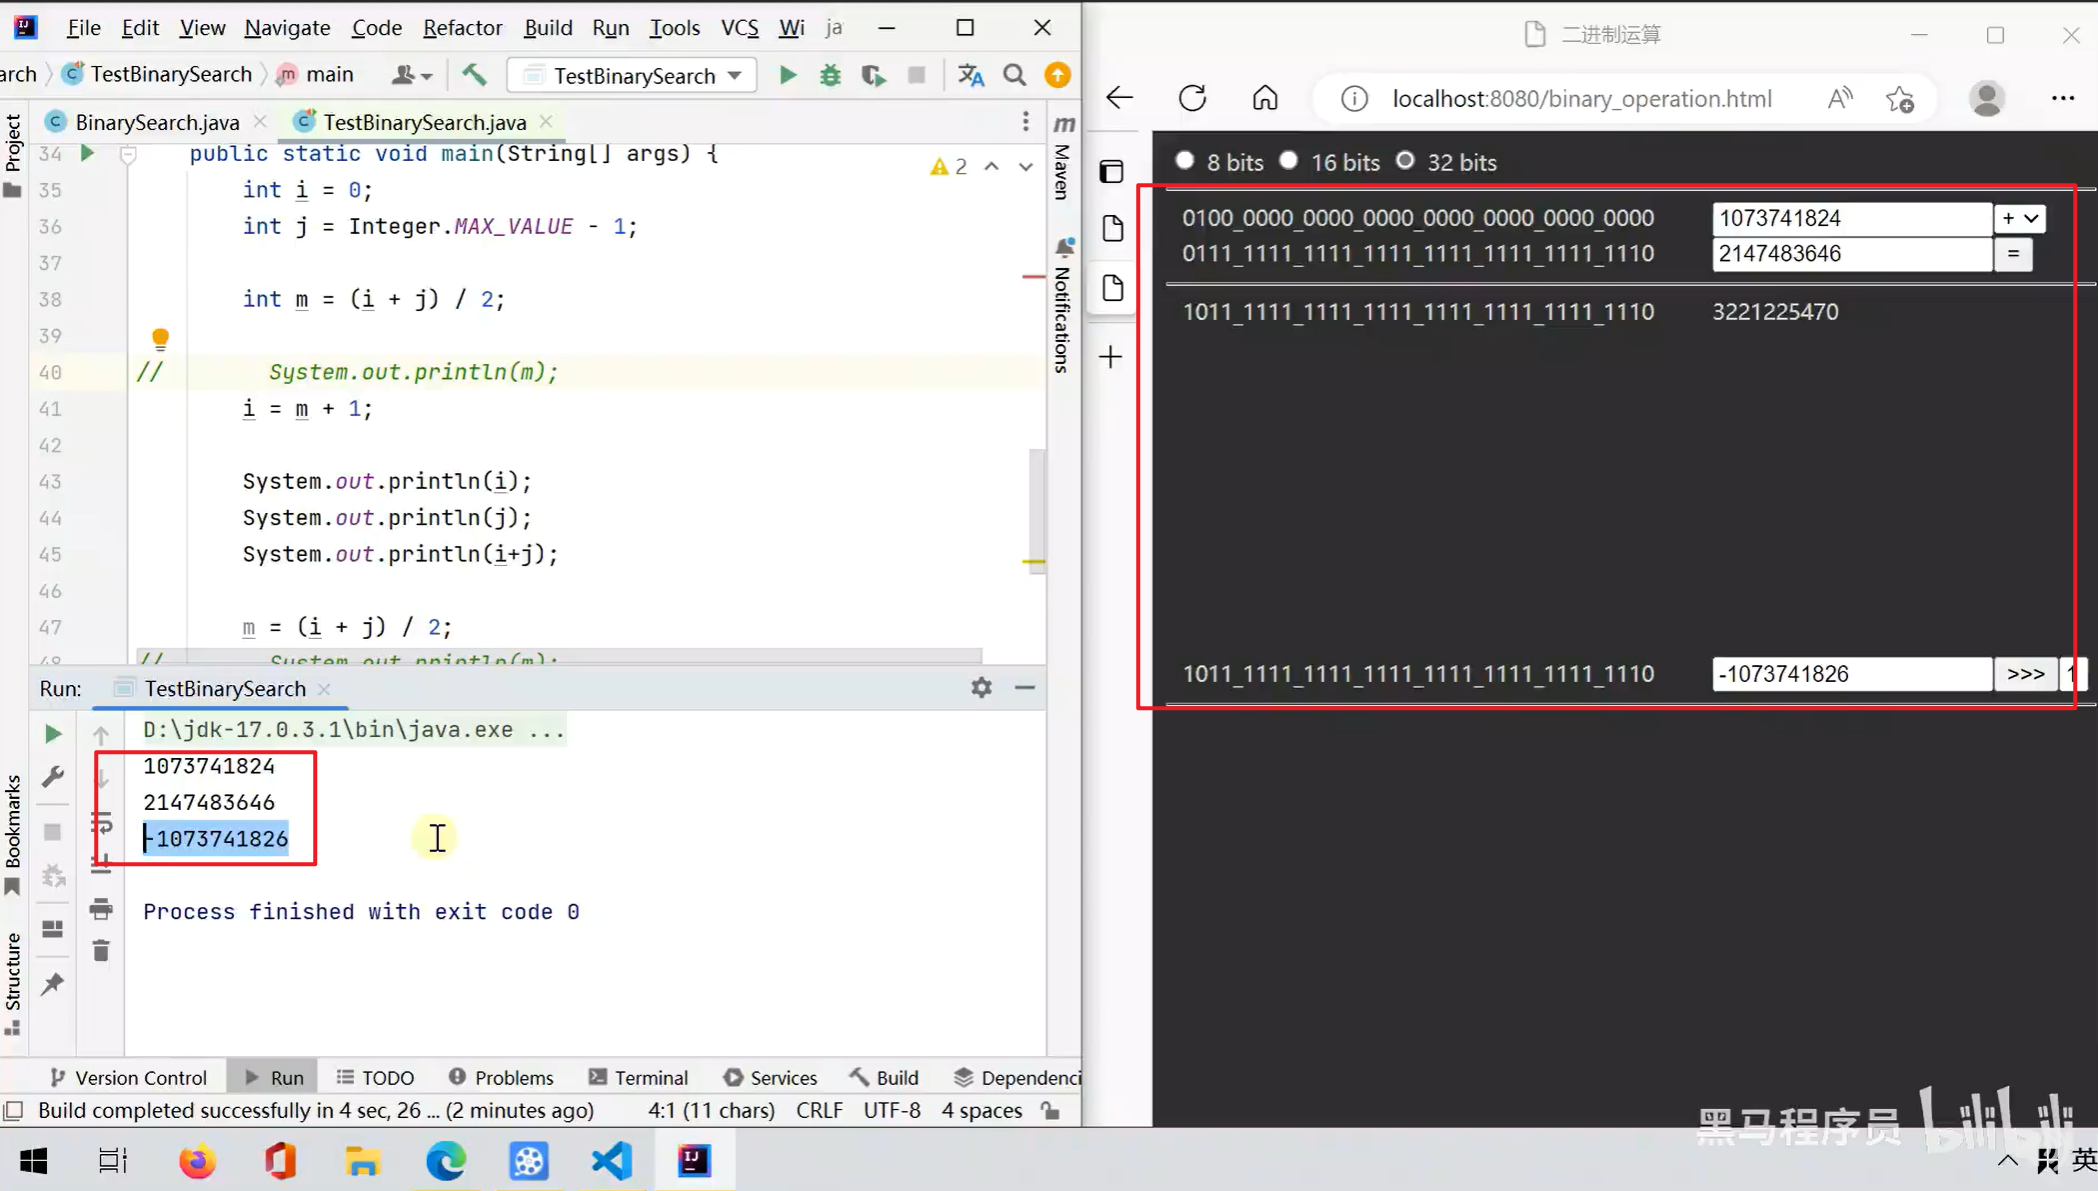 File Edit View Navigate Code Refactor Build Run Tools VCS Wi ja
arch TestBinarySearch main TestBinarySearch
BinarySearch.java TestBinarySearch.java
Project
Maven
Notifications
2
34 public static void main(String[] args) {
35 int i = 0;
36 int j = Integer.MAX_VALUE - 1;
37
38 int m = (i + j) / 2;
39
40 // System.out.println(m);
41 i = m + 1;
42
43 System.out.println(i);
44 System.out.println(j);
45 System.out.println(i+j);
46
47 m = (i + j) / 2;
48 // System.out.println(m);
Run: TestBinarySearch
D:\jdk-17.0.3.1\bin\java.exe ...
1073741824
2147483646
-1073741826
Process finished with exit code 0
Bookmarks
Structure
Version Control Run TODO Problems Terminal Services Build Dependenci
Build completed successfully in 4 sec, 26 ... (2 minutes ago) 4:1 (11 chars) CRLF UTF-8 4 spaces
二进制运算
localhost:8080/binary_operation.html
8 bits 16 bits 32 bits
0100_0000_0000_0000_0000_0000_0000_0000 1073741824 +
0111_1111_1111_1111_1111_1111_1111_1110 2147483646 =
1011_1111_1111_1111_1111_1111_1111_1110 3221225470
1011_1111_1111_1111_1111_1111_1111_1110 -1073741826 >>> 1
黑马程序员 bilibili
英